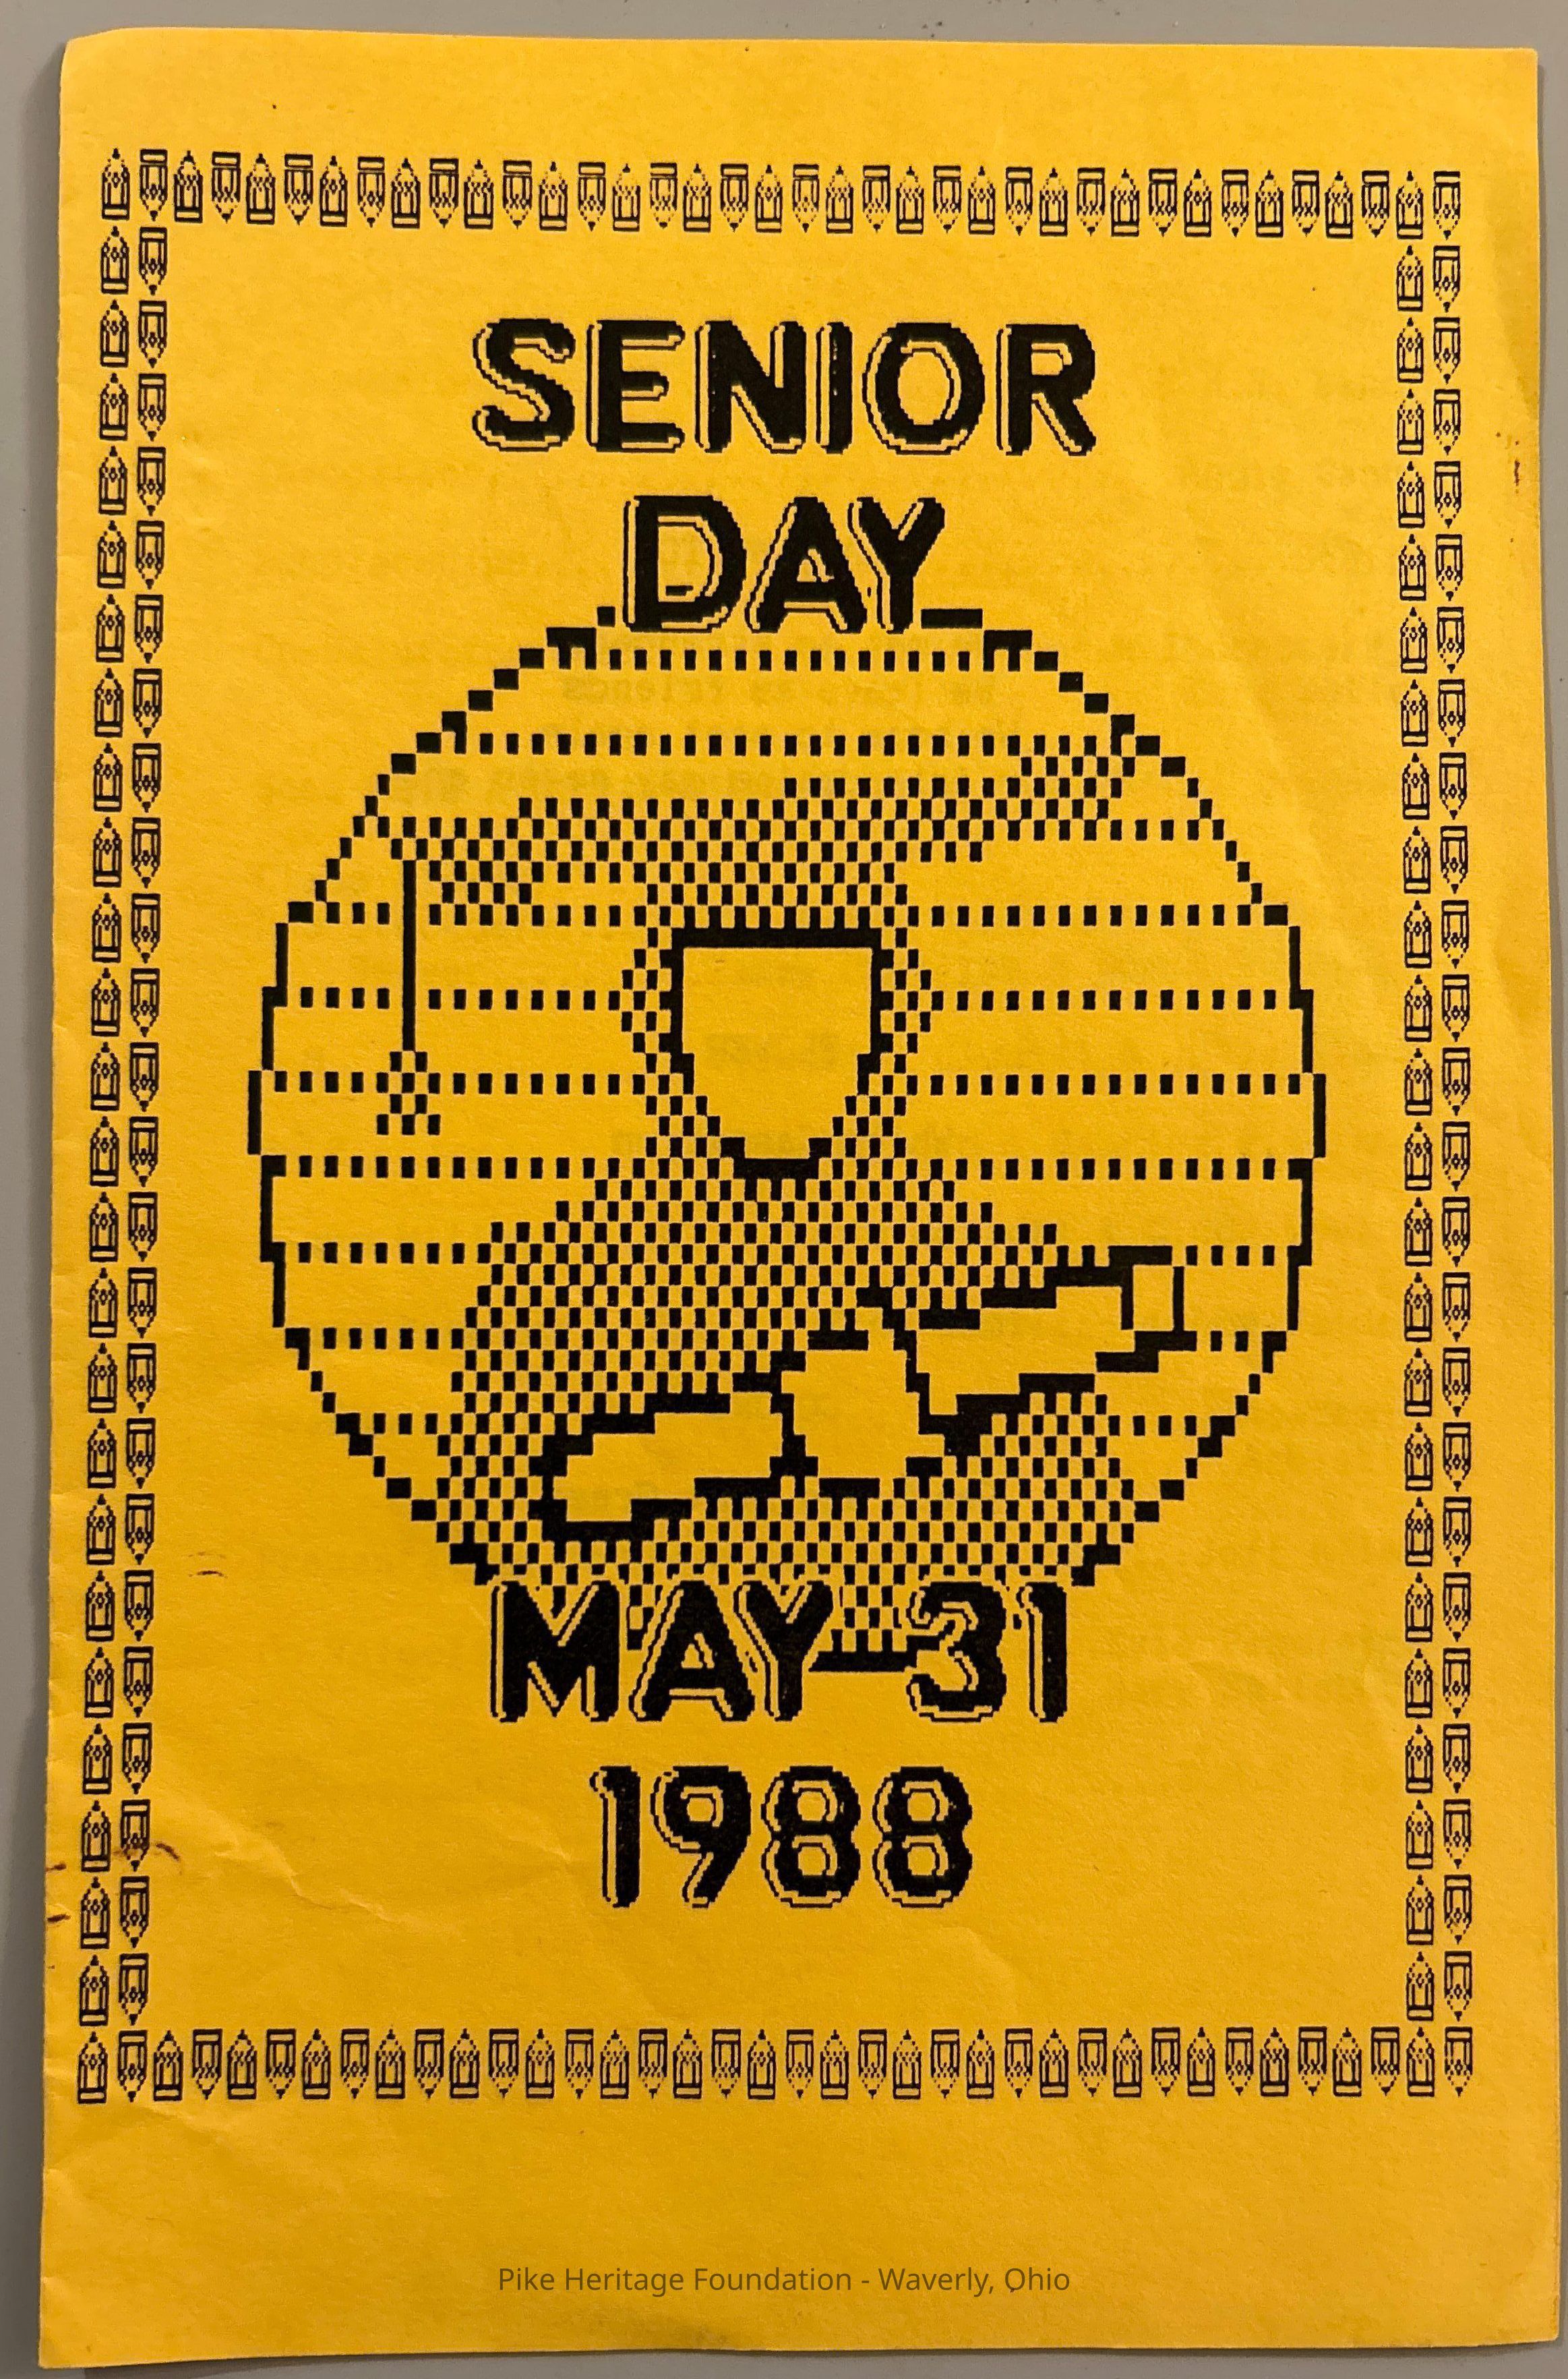 SENIOR
DAY
MAY 31
1988
Pike Heritage Foundation - Waverly, Ohio